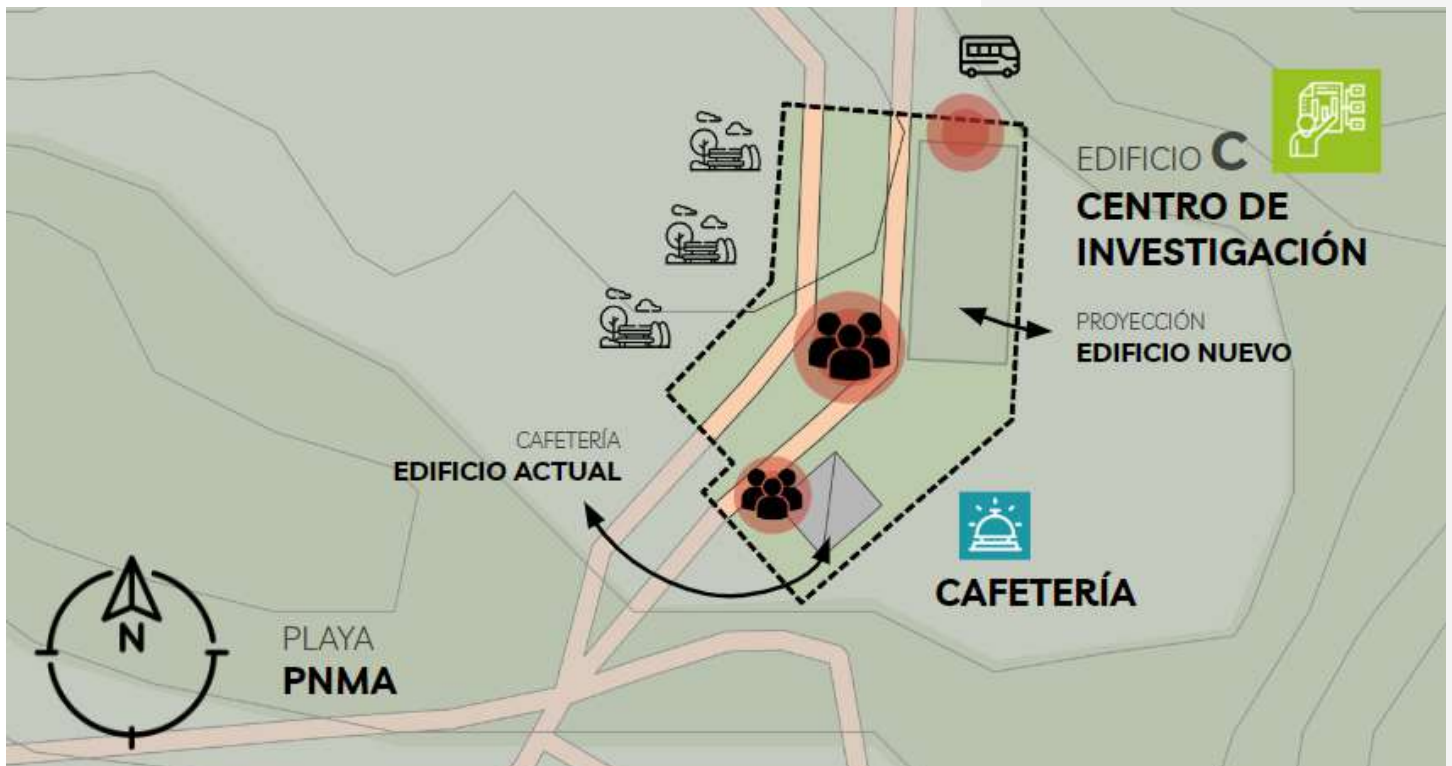 EDIFICIO C
CENTRO DE
INVESTIGACIÓN
PROYECCIÓN
EDIFICIO NUEVO
CAFETERÍA
EDIFICIO ACTUAL
CAFETERÍA
N
PLAYA
PNMA